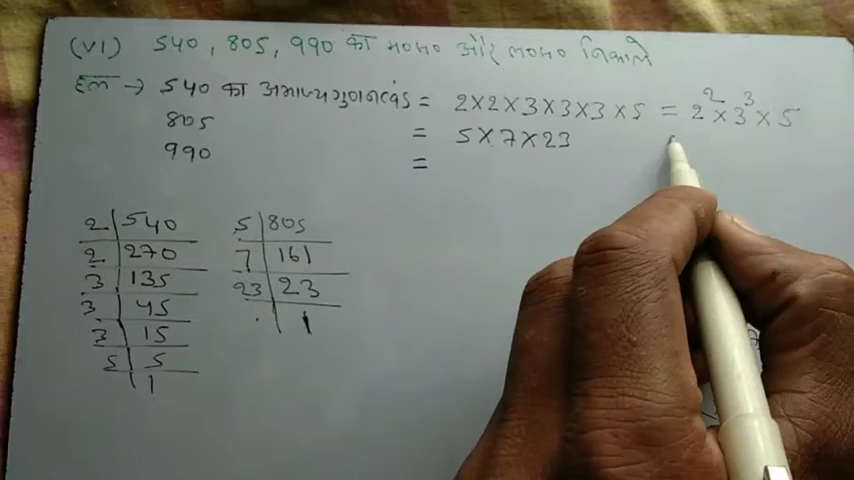 (VI) 540, 805, 990 का म०स० और ल०स० निकालें
हल → 540 का अभाज्य गुणनखंड = 2×2×3×3×3×5 = 2² × 3³ × 5
805 = 5×7×23 =
990 =
2 | 540
2 | 270
3 | 135
3 | 45
3 | 15
5 | 5
1
5 | 805
7 | 161
23 | 23
1